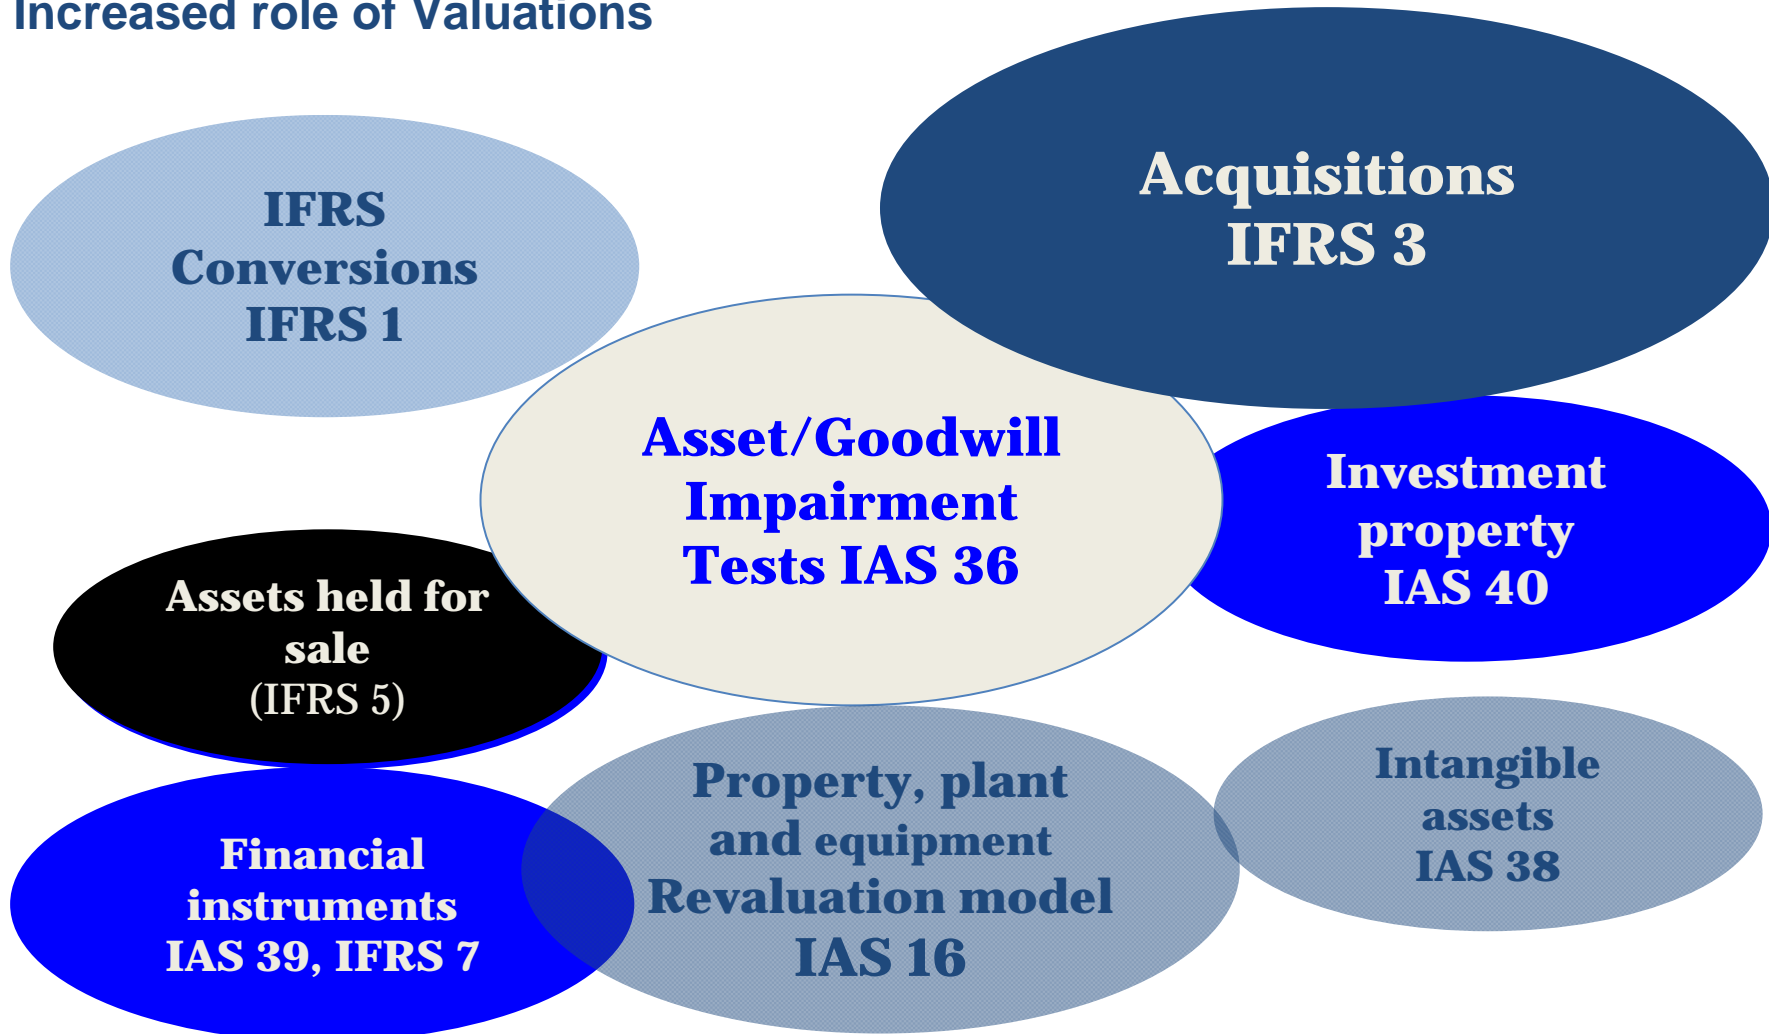 Increased role of Valuations
IFRS
Conversions
IFRS 1
Acquisitions
IFRS 3
Asset/Goodwill
Impairment
Tests IAS 36
Investment
property
IAS 40
Assets held for
sale
(IFRS 5)
Financial
instruments
IAS 39, IFRS 7
Property, plant
and equipment
Revaluation model
IAS 16
Intangible
assets
IAS 38